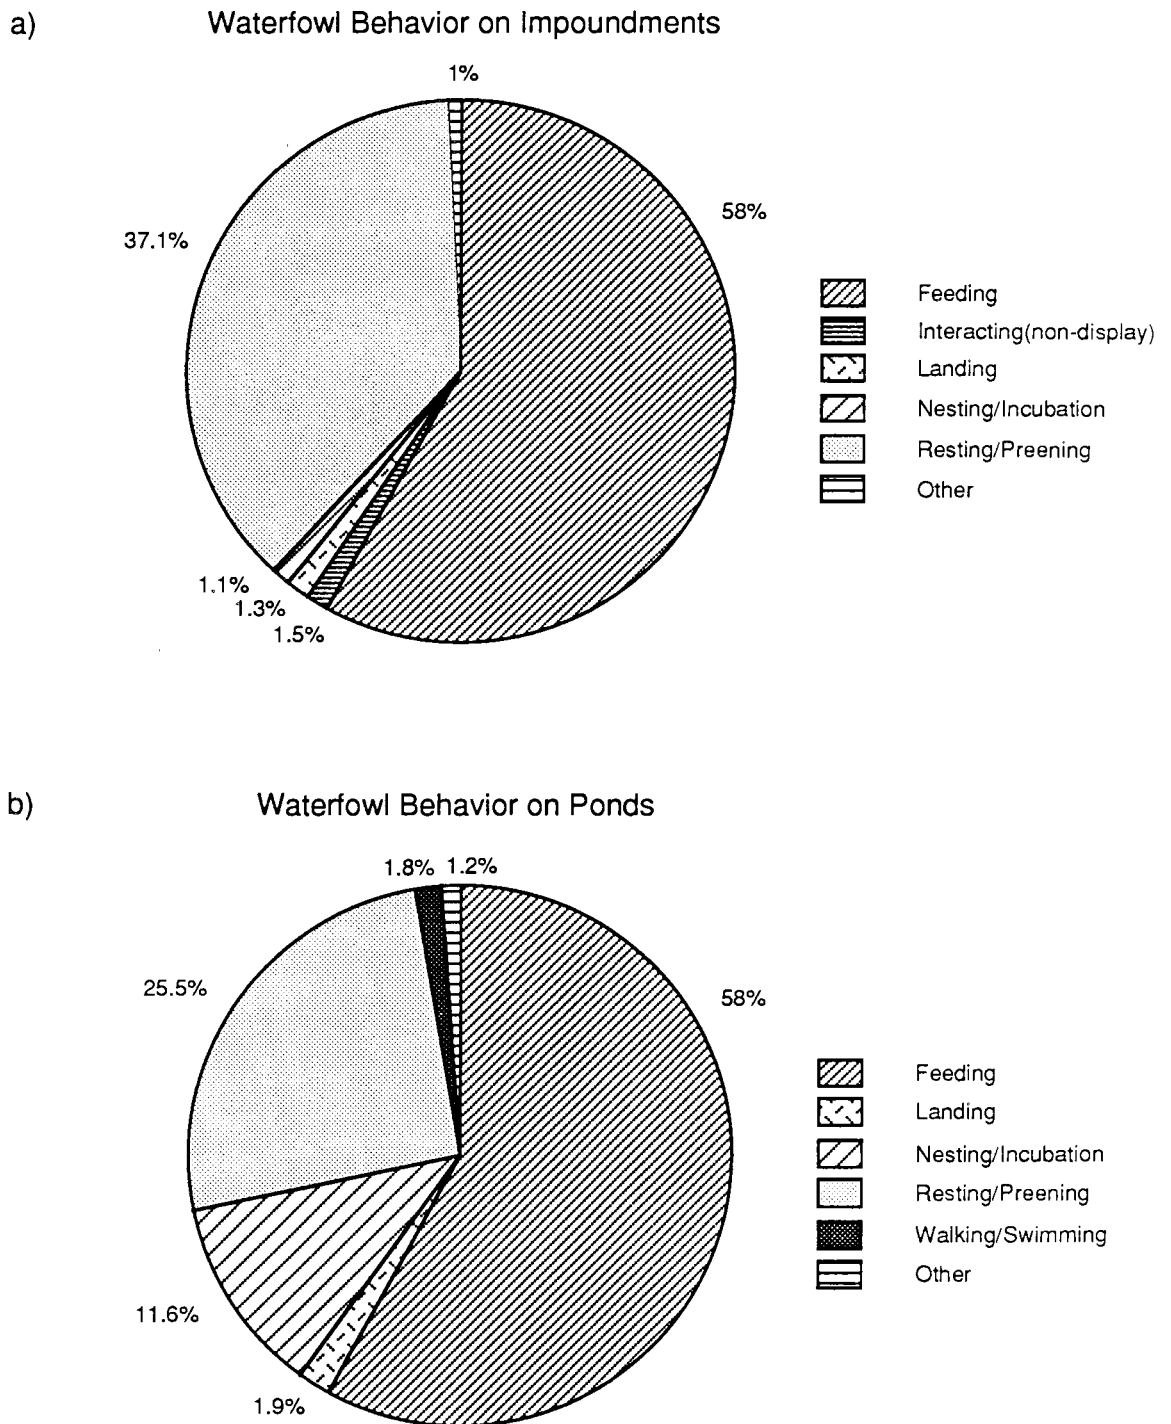 a)
Waterfowl Behavior on Impoundments
1%
58%
37.1%
1.1%
1.3%
1.5%
Feeding
Interacting(non-display)
Landing
Nesting/Incubation
Resting/Preening
Other
b)
Waterfowl Behavior on Ponds
1.8% 1.2%
25.5%
58%
11.6%
1.9%
Feeding
Landing
Nesting/Incubation
Resting/Preening
Walking/Swimming
Other